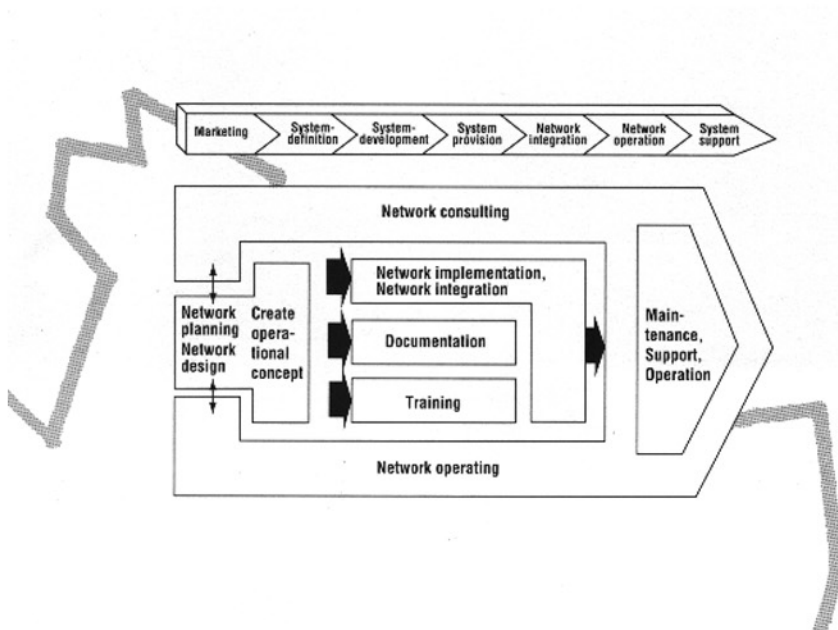 Marketing
System-
definition
System-
development
System
provision
Network
integration
Network
operation
System
support
Network consulting
Network
planning
Network
design
Create
opera-
tional
concept
Network implementation,
Network integration
Documentation
Training
Main-
tenance,
Support,
Operation
Network operating